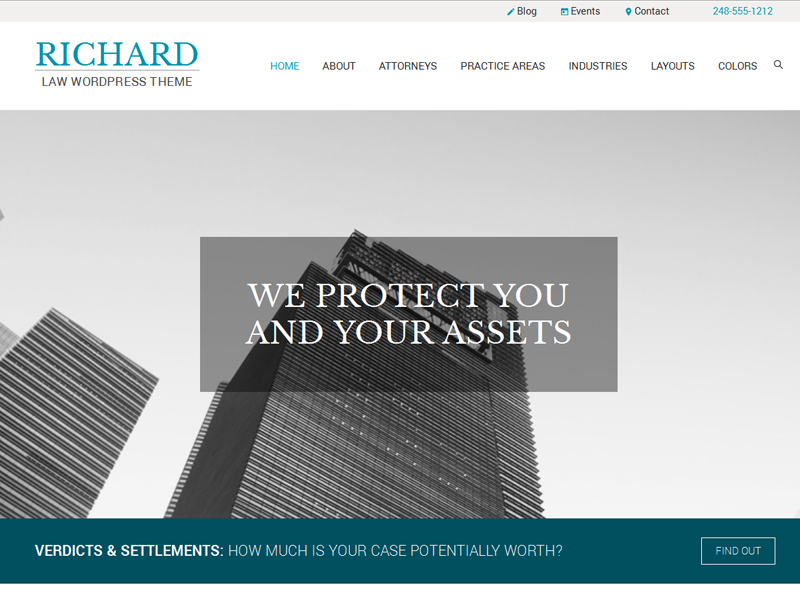 Blog Events Contact 248-555-1212
RICHARD
LAW WORDPRESS THEME
HOME ABOUT ATTORNEYS PRACTICE AREAS INDUSTRIES LAYOUTS COLORS
WE PROTECT YOU
AND YOUR ASSETS
VERDICTS & SETTLEMENTS: HOW MUCH IS YOUR CASE POTENTIALLY WORTH?
FIND OUT